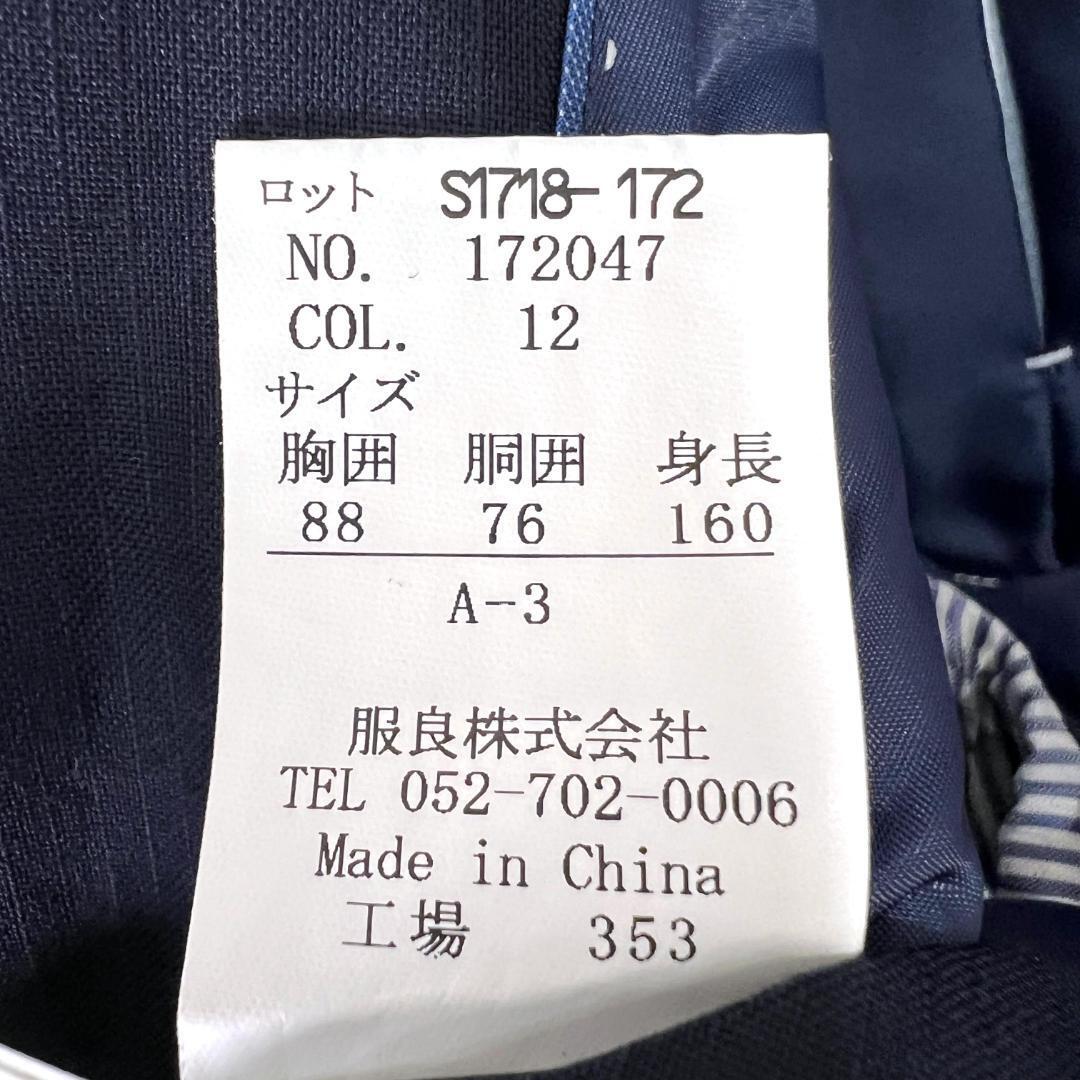 ロット S1718-172
NO. 172047
COL. 12
サイズ
胸囲 胴囲 身長
88 76 160
A-3
服良株式会社
TEL 052-702-0006
Made in China
工場 353